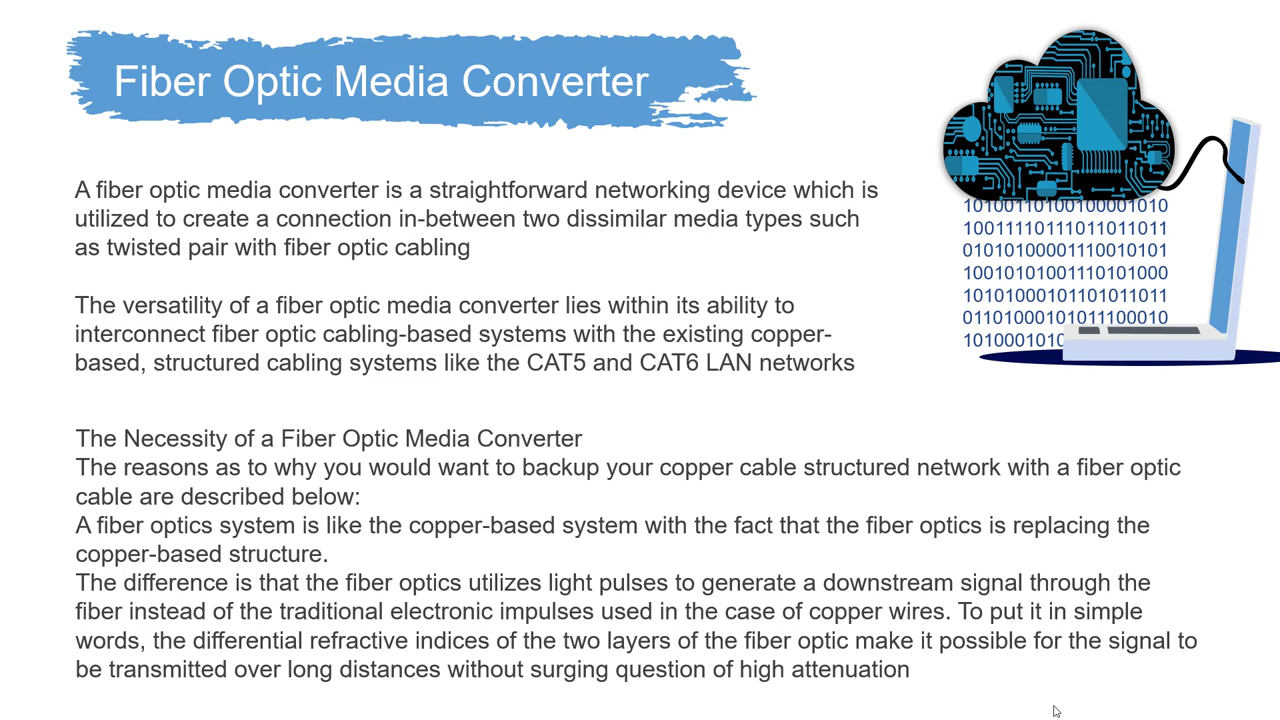 Fiber Optic Media Converter
A fiber optic media converter is a straightforward networking device which is
utilized to create a connection in-between two dissimilar media types such
as twisted pair with fiber optic cabling
The versatility of a fiber optic media converter lies within its ability to
interconnect fiber optic cabling-based systems with the existing copper-
based, structured cabling systems like the CAT5 and CAT6 LAN networks
10100110100100001010
10011110111011011011
01010100001110010101
10010101001110101000
10101000101101011011
01101000101011100010
1010001010
The Necessity of a Fiber Optic Media Converter
The reasons as to why you would want to backup your copper cable structured network with a fiber optic
cable are described below:
A fiber optics system is like the copper-based system with the fact that the fiber optics is replacing the
copper-based structure.
The difference is that the fiber optics utilizes light pulses to generate a downstream signal through the
fiber instead of the traditional electronic impulses used in the case of copper wires. To put it in simple
words, the differential refractive indices of the two layers of the fiber optic make it possible for the signal to
be transmitted over long distances without surging question of high attenuation